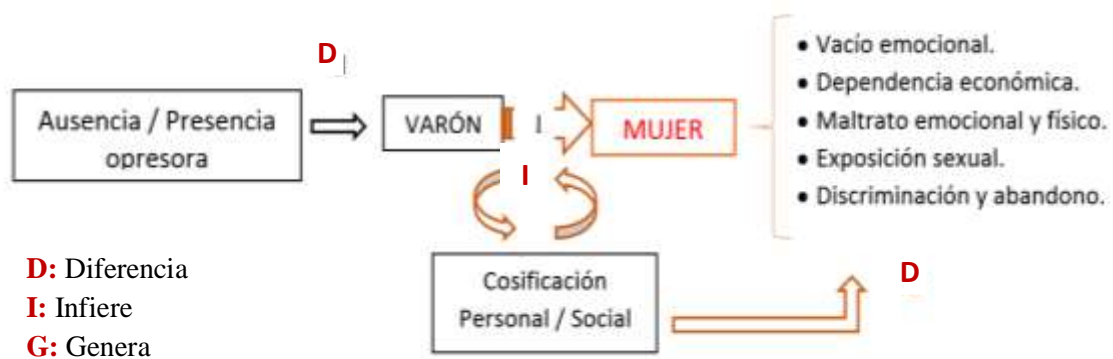 D
Ausencia / Presencia
opresora
VARÓN
I
MUJER
• Vacío emocional.
• Dependencia económica.
• Maltrato emocional y físico.
• Exposición sexual.
• Discriminación y abandono.
I
Cosificación
Personal / Social
D
D: Diferencia
I: Infiere
G: Genera